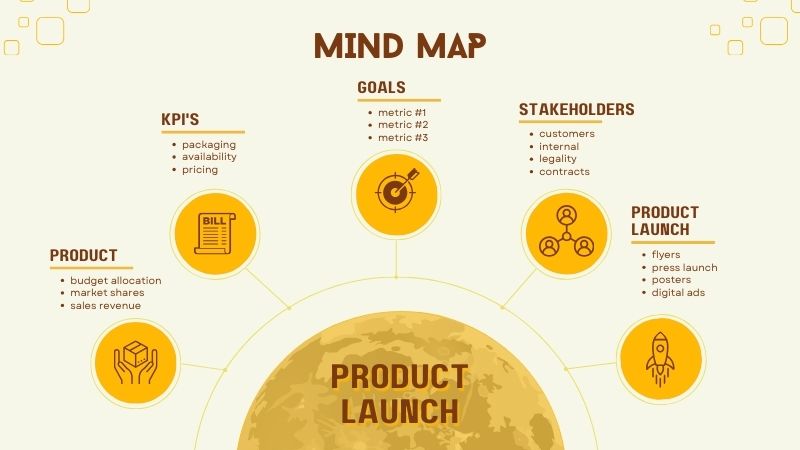 MIND MAP
GOALS
• metric #1
• metric #2
• metric #3
KPI'S
• packaging
• availability
• pricing
STAKEHOLDERS
• customers
• internal
• legality
• contracts
PRODUCT
LAUNCH
• flyers
• press launch
• posters
• digital ads
PRODUCT
• budget allocation
• market shares
• sales revenue
BILL
PRODUCT
LAUNCH